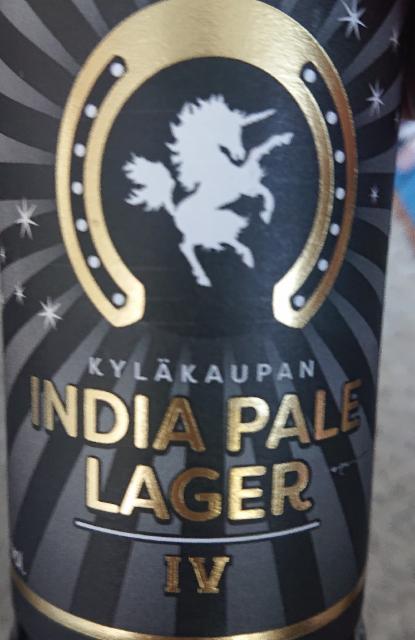 KYLÄKAUPAN
INDIA PALE
LAGER
IV